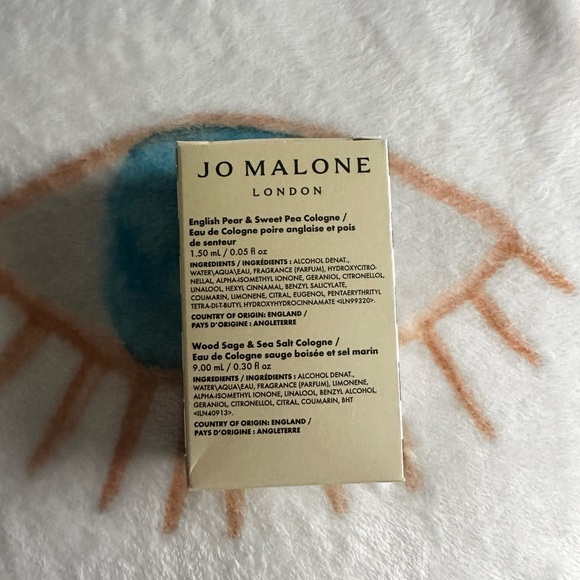 JO MALONE
LONDON
English Pear & Sweet Pea Cologne /
Eau de Cologne poire anglaise et pois
de senteur
1.50 mL / 0.05 fl oz
INGREDIENTS / INGRÉDIENTS : ALCOHOL DENAT.,
WATER\AQUA\EAU, FRAGRANCE (PARFUM), HYDROXYCITRO-
NELLAL, ALPHA-ISOMETHYL IONONE, GERANIOL, CITRONELLOL,
LINALOOL, HEXYL CINNAMAL, BENZYL SALICYLATE,
COUMARIN, LIMONENE, CITRAL, EUGENOL, PENTAERYTHRITYL
TETRA-DI-T-BUTYL HYDROXYHYDROCINNAMATE <ILN99320>.
COUNTRY OF ORIGIN: ENGLAND /
PAYS D'ORIGINE : ANGLETERRE
Wood Sage & Sea Salt Cologne /
Eau de Cologne sauge boisée et sel marin
9.00 mL / 0.30 fl oz
INGREDIENTS / INGRÉDIENTS : ALCOHOL DENAT.,
WATER\AQUA\EAU, FRAGRANCE (PARFUM), LIMONENE,
ALPHA-ISOMETHYL IONONE, LINALOOL, BENZYL ALCOHOL,
GERANIOL, CITRONELLOL, CITRAL, COUMARIN, BHT
<ILN40913>.
COUNTRY OF ORIGIN: ENGLAND /
PAYS D'ORIGINE : ANGLETERRE